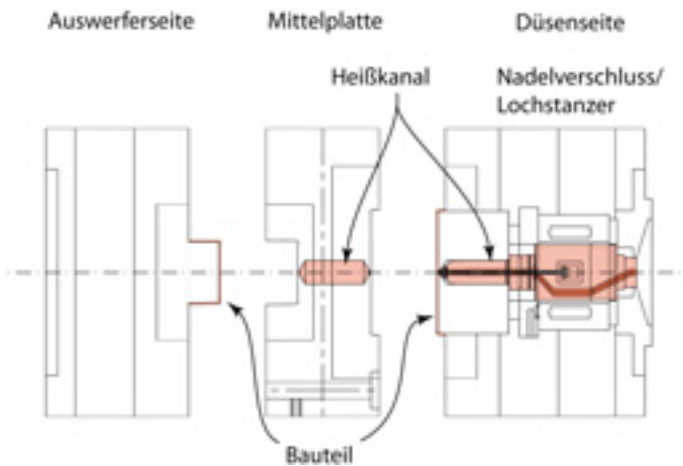 Auswerferseite
Mittelplatte
Düsenseite
Heißkanal
Nadelverschluss/
Lochstanzer
Bauteil